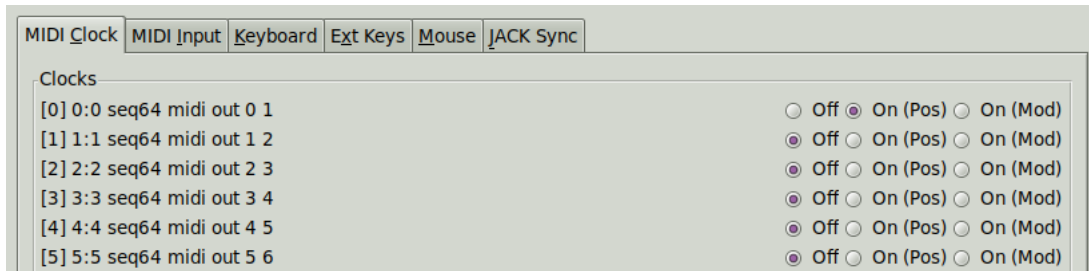 MIDI Clock MIDI Input Keyboard Ext Keys Mouse JACK Sync
Clocks
[0] 0:0 seq64 midi out 0 1 Off On (Pos) On (Mod)
[1] 1:1 seq64 midi out 1 2 Off On (Pos) On (Mod)
[2] 2:2 seq64 midi out 2 3 Off On (Pos) On (Mod)
[3] 3:3 seq64 midi out 3 4 Off On (Pos) On (Mod)
[4] 4:4 seq64 midi out 4 5 Off On (Pos) On (Mod)
[5] 5:5 seq64 midi out 5 6 Off On (Pos) On (Mod)